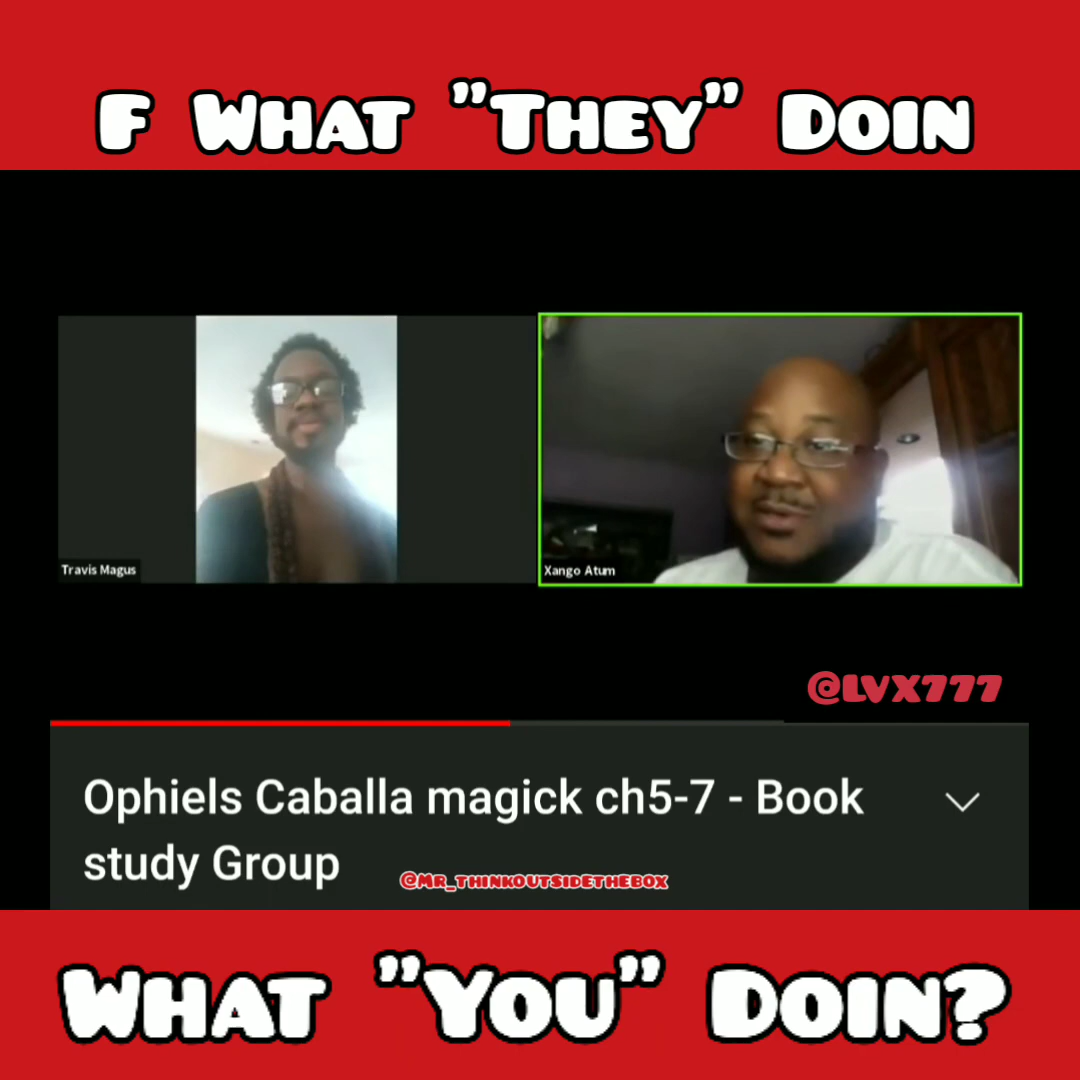 F What "They" Doin
Travis Magus
Xango Atum
@LVX777
Ophiels Caballa magick ch5-7 - Book
study Group
@Mr_thinkoutsidethebox
What "You" Doin?